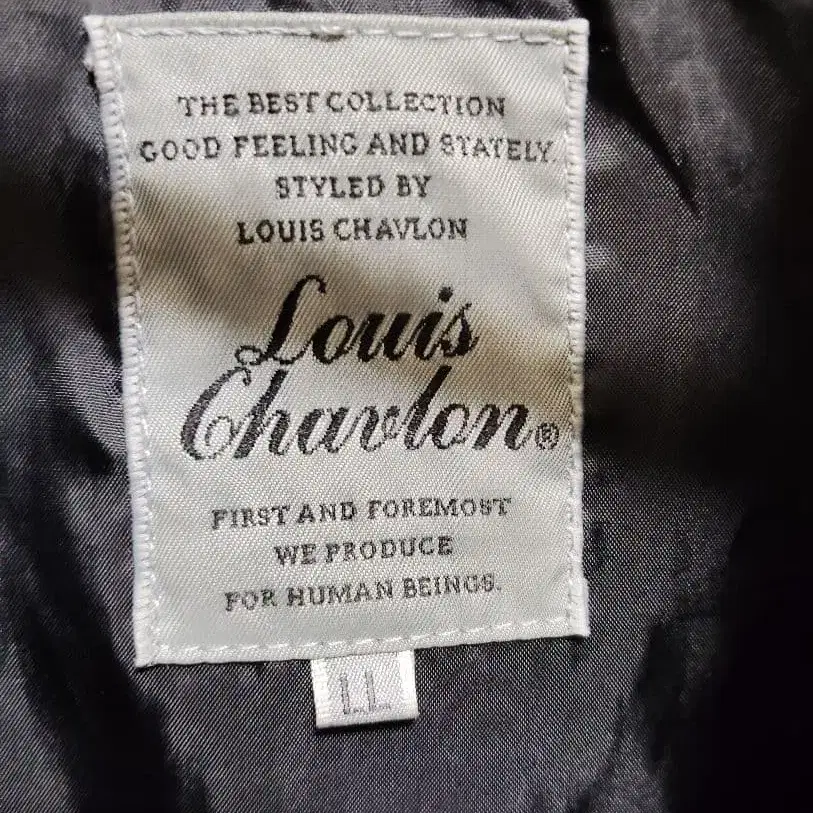 THE BEST COLLECTION
GOOD FEELING AND STATELY.
STYLED BY
LOUIS CHAVLON
Louis
Chavlon®
FIRST AND FOREMOST
WE PRODUCE
FOR HUMAN BEINGS.
LL